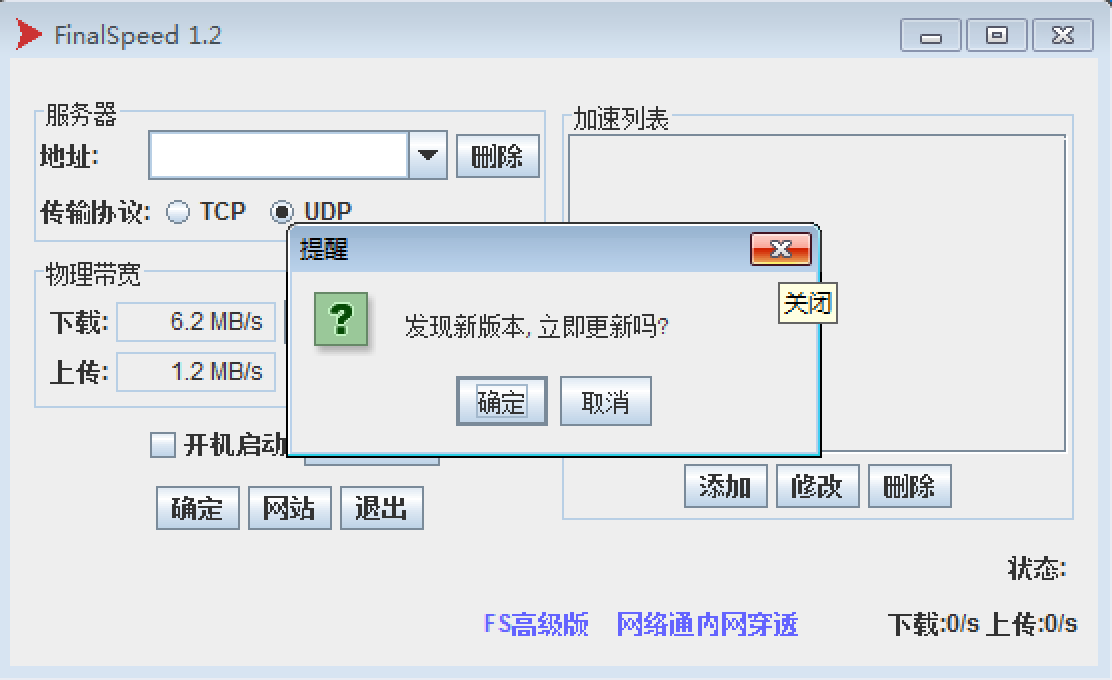 FinalSpeed 1.2
服务器
地址:
删除
传输协议: TCP UDP
加速列表
提醒
关闭
发现新版本, 立即更新吗?
确定 取消
物理带宽
下载: 6.2 MB/s
上传: 1.2 MB/s
开机启动
确定 网站 退出
添加 修改 删除
状态:
FS高级版 网络通内网穿透 下载:0/s 上传:0/s